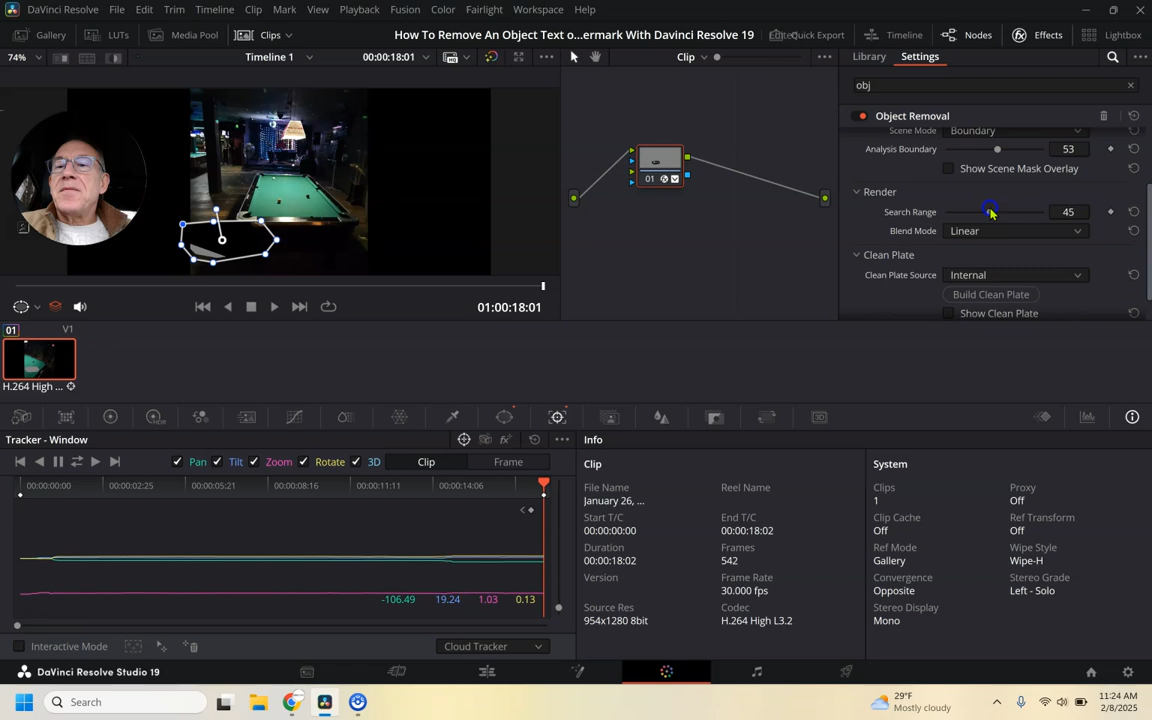 DaVinci Resolve File Edit Trim Timeline Clip Mark View Playback Fusion Color Fairlight Workspace Help
Gallery LUTs Media Pool Clips How To Remove An Object Text o...ermark With Davinci Resolve 19 Quick Export Timeline Nodes Effects Lightbox
74% Timeline 1 00:00:18:01 Clip Library Settings
obj
Object Removal
Scene Mode Boundary
Analysis Boundary 53
Show Scene Mask Overlay
Render
Search Range 45
Blend Mode Linear
Clean Plate
Clean Plate Source Internal
Build Clean Plate
Show Clean Plate
01
01:00:18:01
01 V1
H.264 High ...
3D
Tracker - Window Info
Pan Tilt Zoom Rotate 3D Clip Frame
00:00:00:00 00:00:02:25 00:00:05:21 00:00:08:16 00:00:11:11 00:00:14:06
-106.49 19.24 1.03 0.13
Interactive Mode Cloud Tracker
Clip
File Name Reel Name
January 26, ...
Start T/C End T/C
00:00:00:00 00:00:18:02
Duration Frames
00:00:18:02 542
Version Frame Rate
30.000 fps
Source Res Codec
954x1280 8bit H.264 High L3.2
System
Clips Proxy
1 Off
Clip Cache Ref Transform
Off Off
Ref Mode Wipe Style
Gallery Wipe-H
Convergence Stereo Grade
Opposite Left - Solo
Stereo Display
Mono
DaVinci Resolve Studio 19
Search
29°F
Mostly cloudy
11:24 AM
2/8/2025